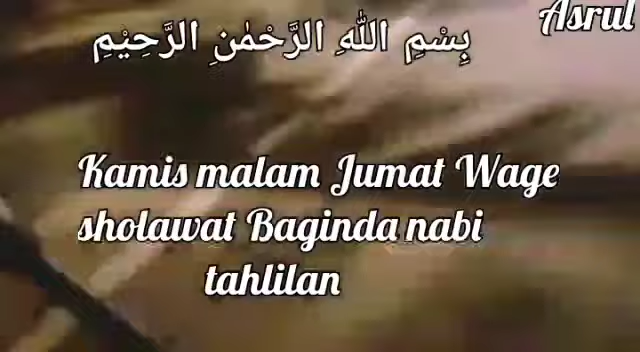 Asrul
بِسْمِ اللّٰهِ الرَّحْمٰنِ الرَّحِيْمِ
Kamis malam Jumat Wage
sholawat Baginda nabi
tahlilan